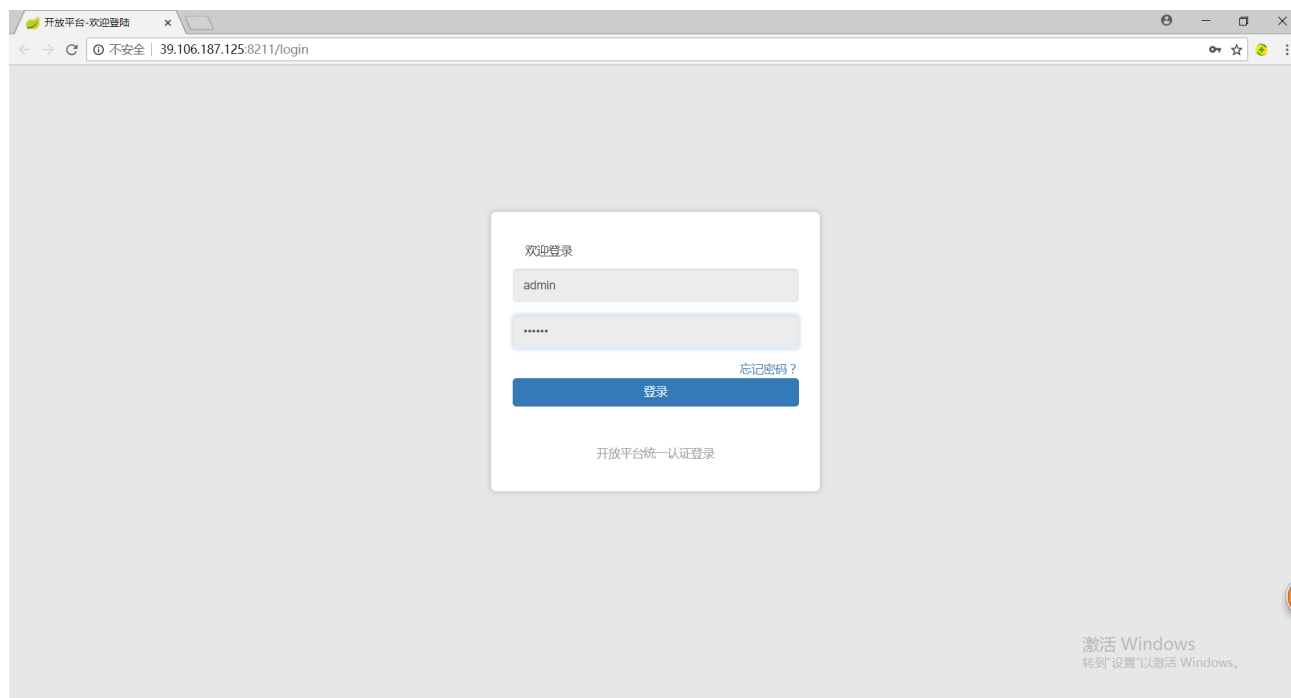 开放平台-欢迎登陆
不安全 | 39.106.187.125:8211/login
欢迎登录
admin
••••••
忘记密码？
登录
开放平台统一认证登录
激活 Windows
转到"设置"以激活 Windows。